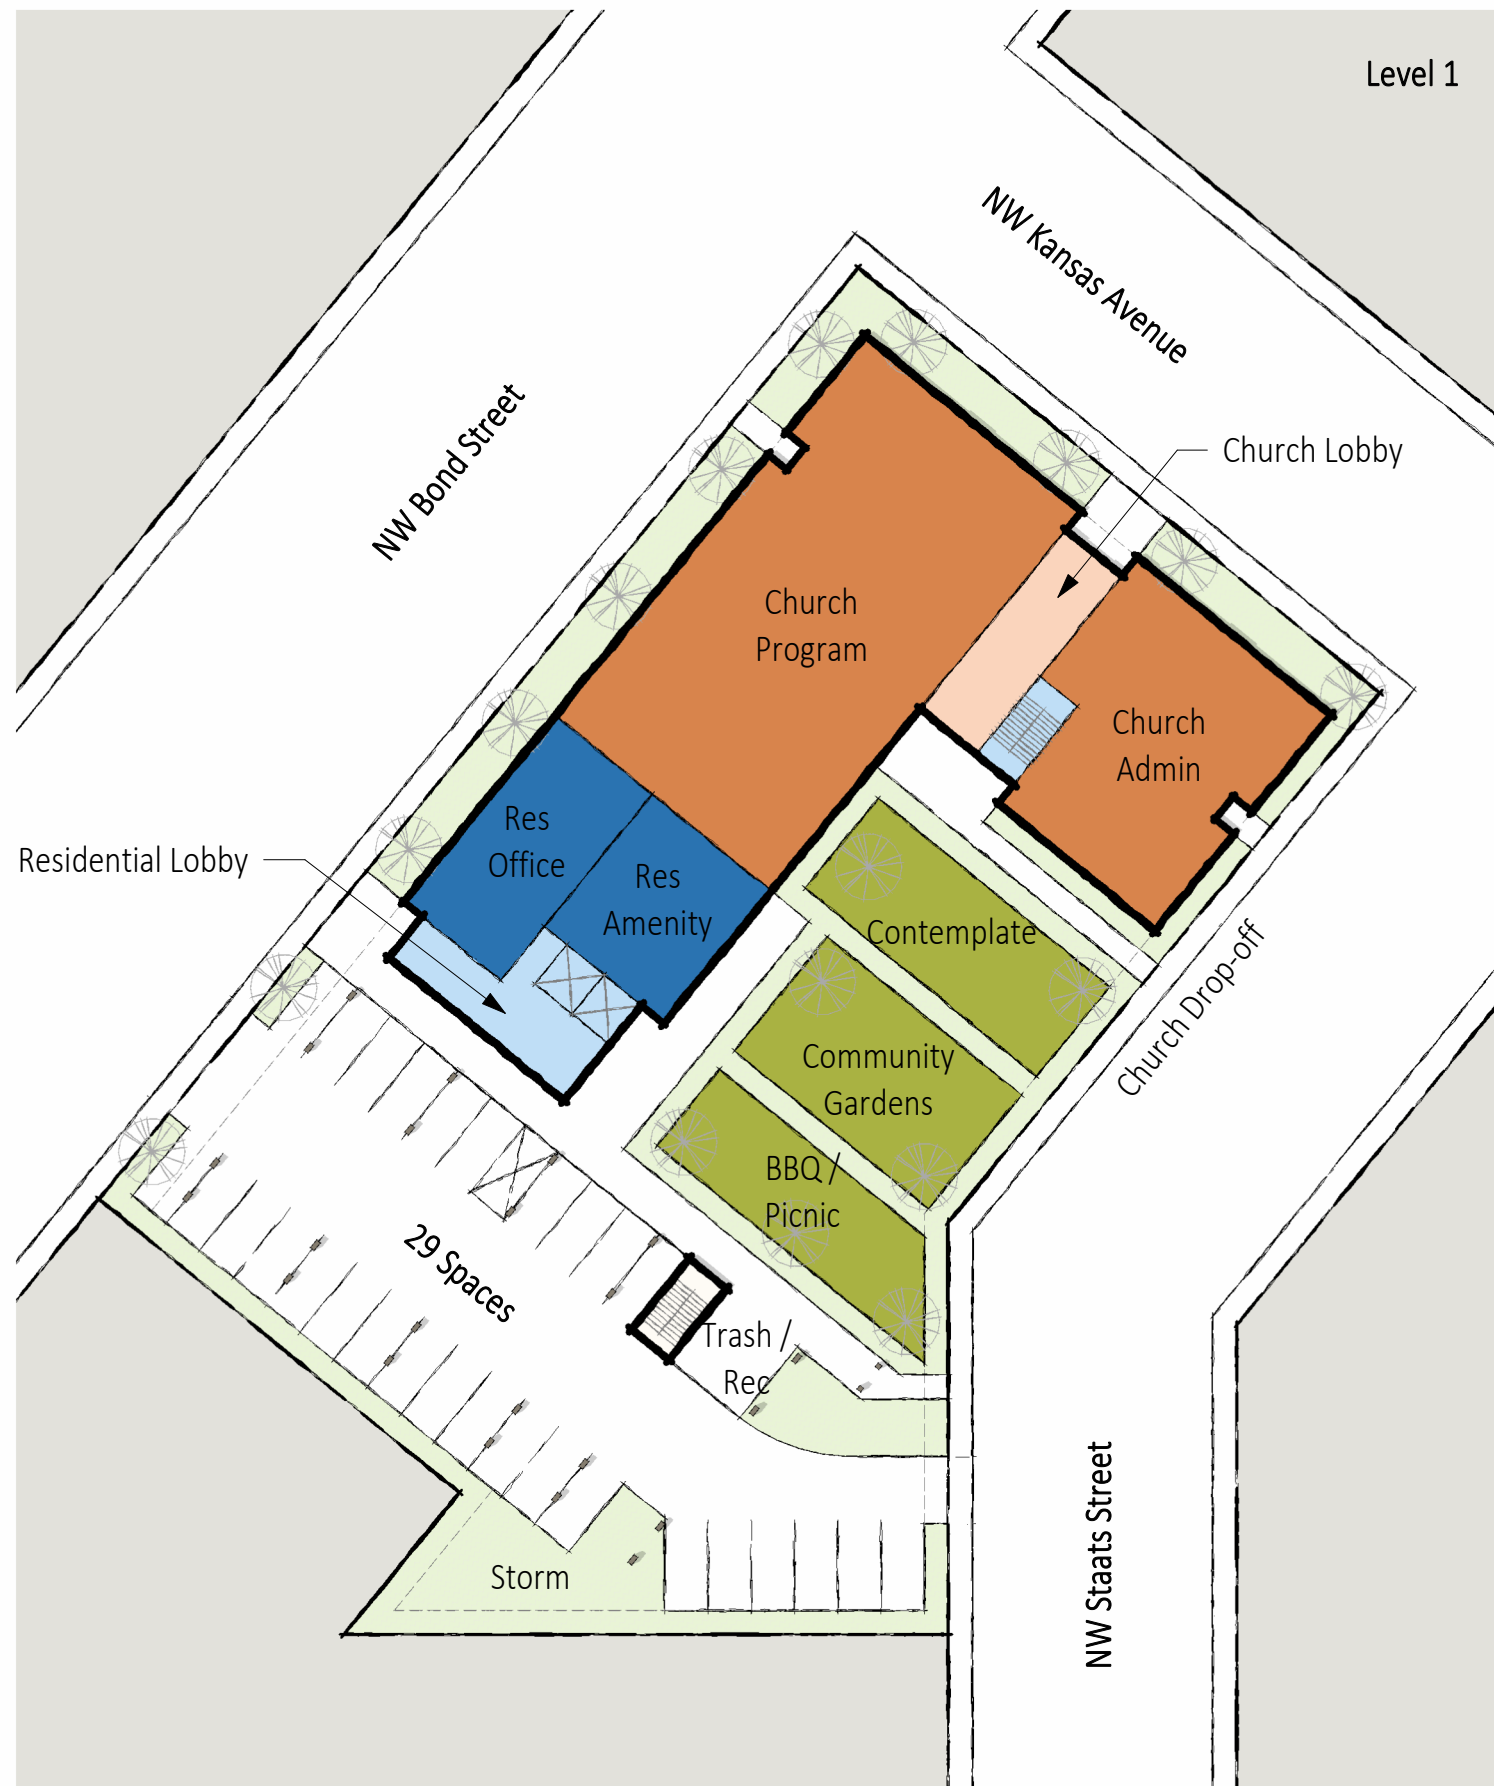 Level 1
NW Kansas Avenue
NW Bond Street
Church Lobby
Church
Program
Church
Admin
Res
Office
Residential Lobby
Res
Amenity
Contemplate
Church Drop-off
Community
Gardens
BBQ /
Picnic
29 Spaces
Trash /
Rec
NW Staats Street
Storm